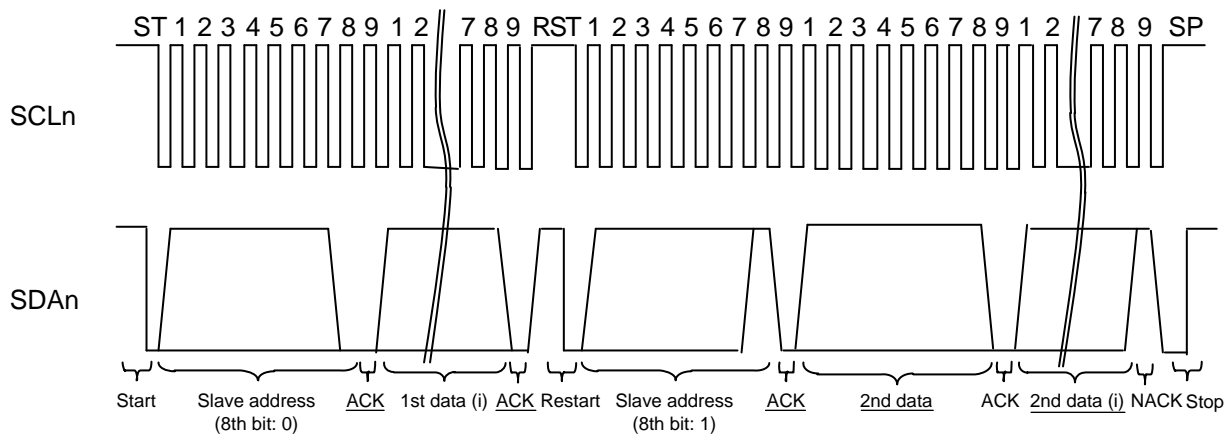 ST 1 2 3 4 5 6 7 8 9 1 2 7 8 9 RST 1 2 3 4 5 6 7 8 9 1 2 3 4 5 6 7 8 9 1 2 7 8 9 SP
SCLn
SDAn
Start Slave address ACK 1st data (i) ACK Restart Slave address ACK 2nd data ACK 2nd data (i) NACK Stop
(8th bit: 0) (8th bit: 1)